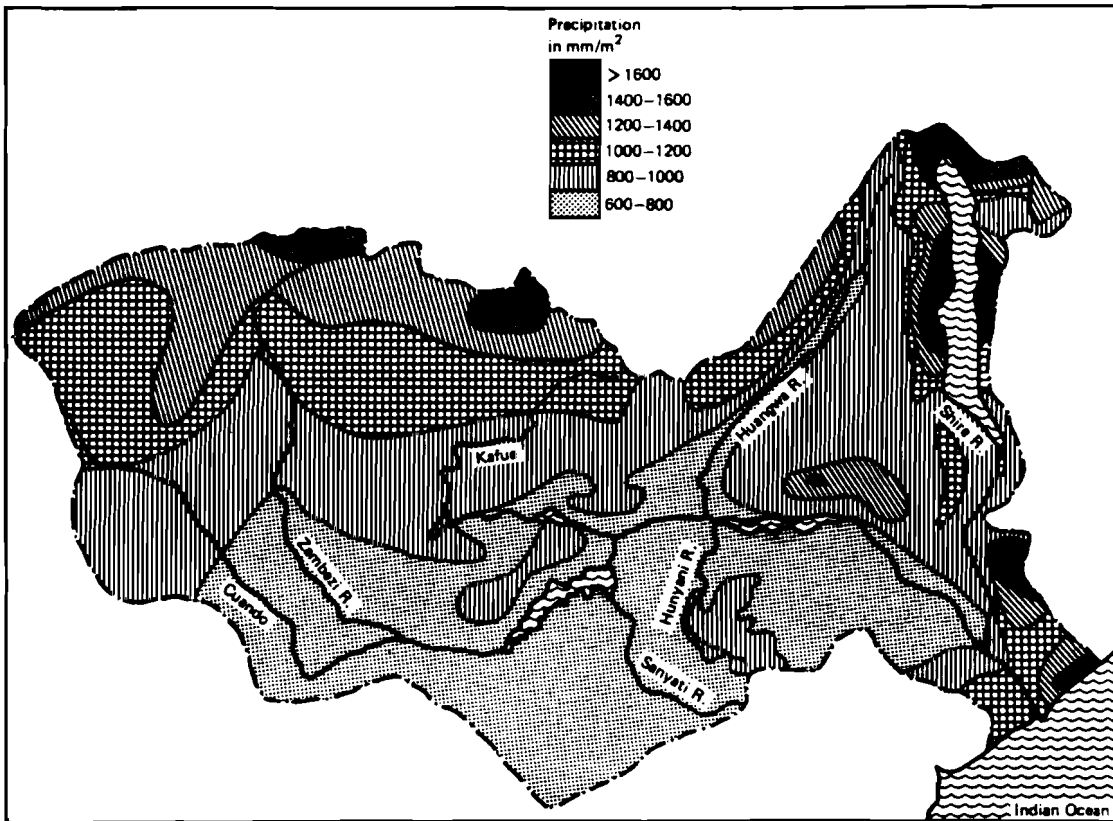 Precipitation
in mm/m²
> 1600
1400–1600
1200–1400
1000–1200
800–1000
600–800
Kafue
Huangwa R.
Shire R.
Zambezi R.
Cuando
Hunyani R.
Sanyati R.
Indian Ocean